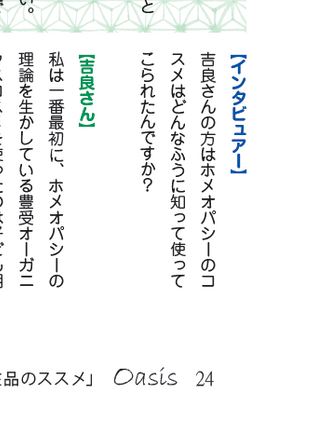 【インタビュアー】
吉良さんの方はホメオパシーのコ
スメはどんなふうに知って使って
こられたんですか？
【吉良さん】
私は一番最初に、ホメオパシーの
理論を生かしている豊受オーガニ
と
い。
品のススメ」 Oasis 24